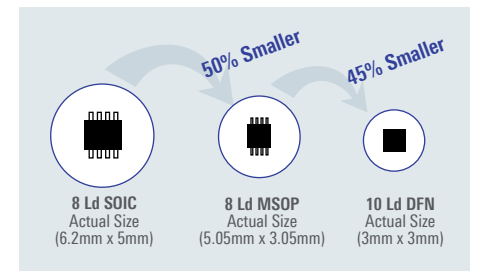 50% Smaller
45% Smaller
8 Ld SOIC
Actual Size
(6.2mm x 5mm)
8 Ld MSOP
Actual Size
(5.05mm x 3.05mm)
10 Ld DFN
Actual Size
(3mm x 3mm)